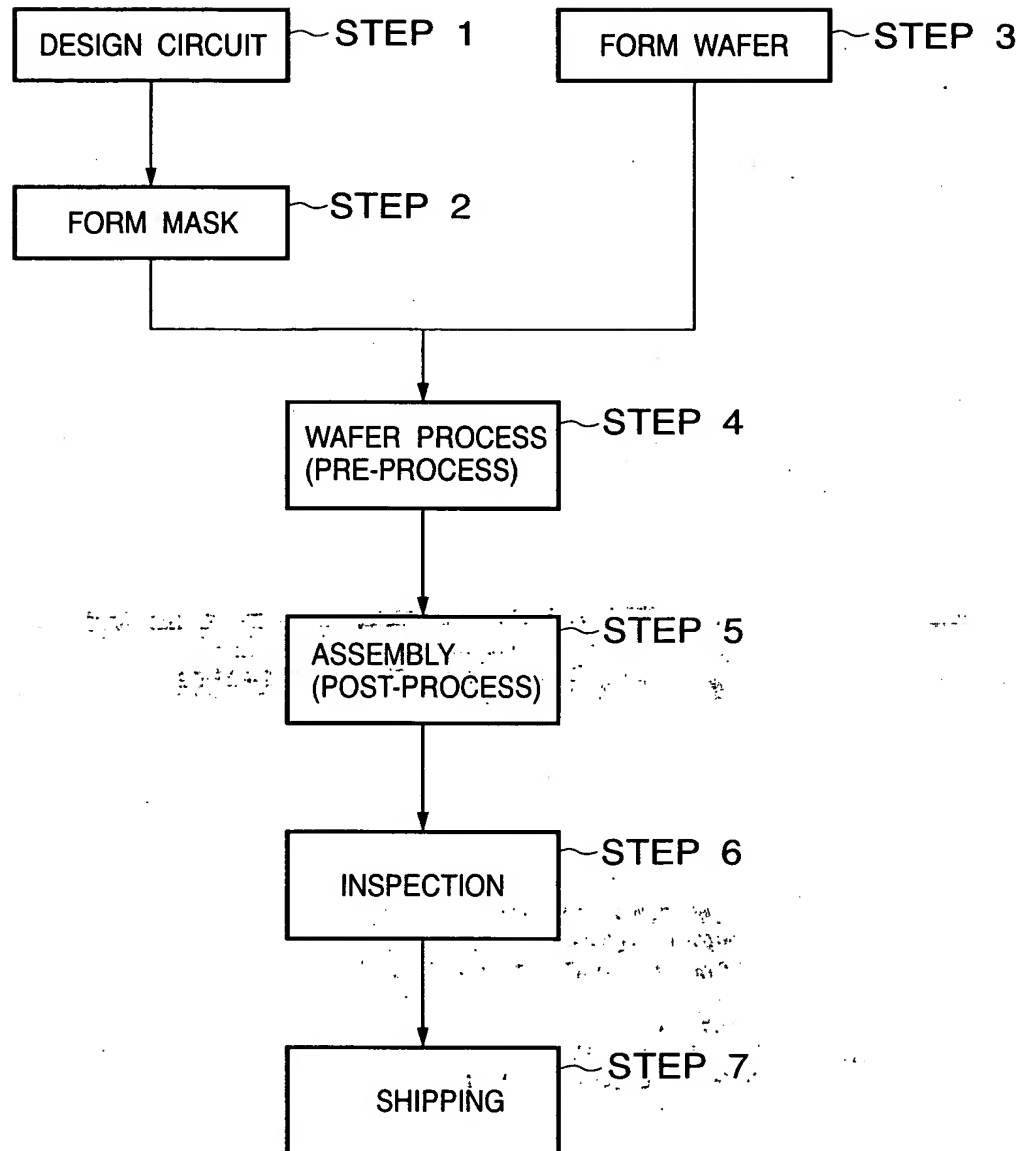 DESIGN CIRCUIT
STEP 1
FORM WAFER
STEP 3
FORM MASK
STEP 2
WAFER PROCESS
(PRE-PROCESS)
STEP 4
ASSEMBLY
(POST-PROCESS)
STEP 5
INSPECTION
STEP 6
SHIPPING
STEP 7